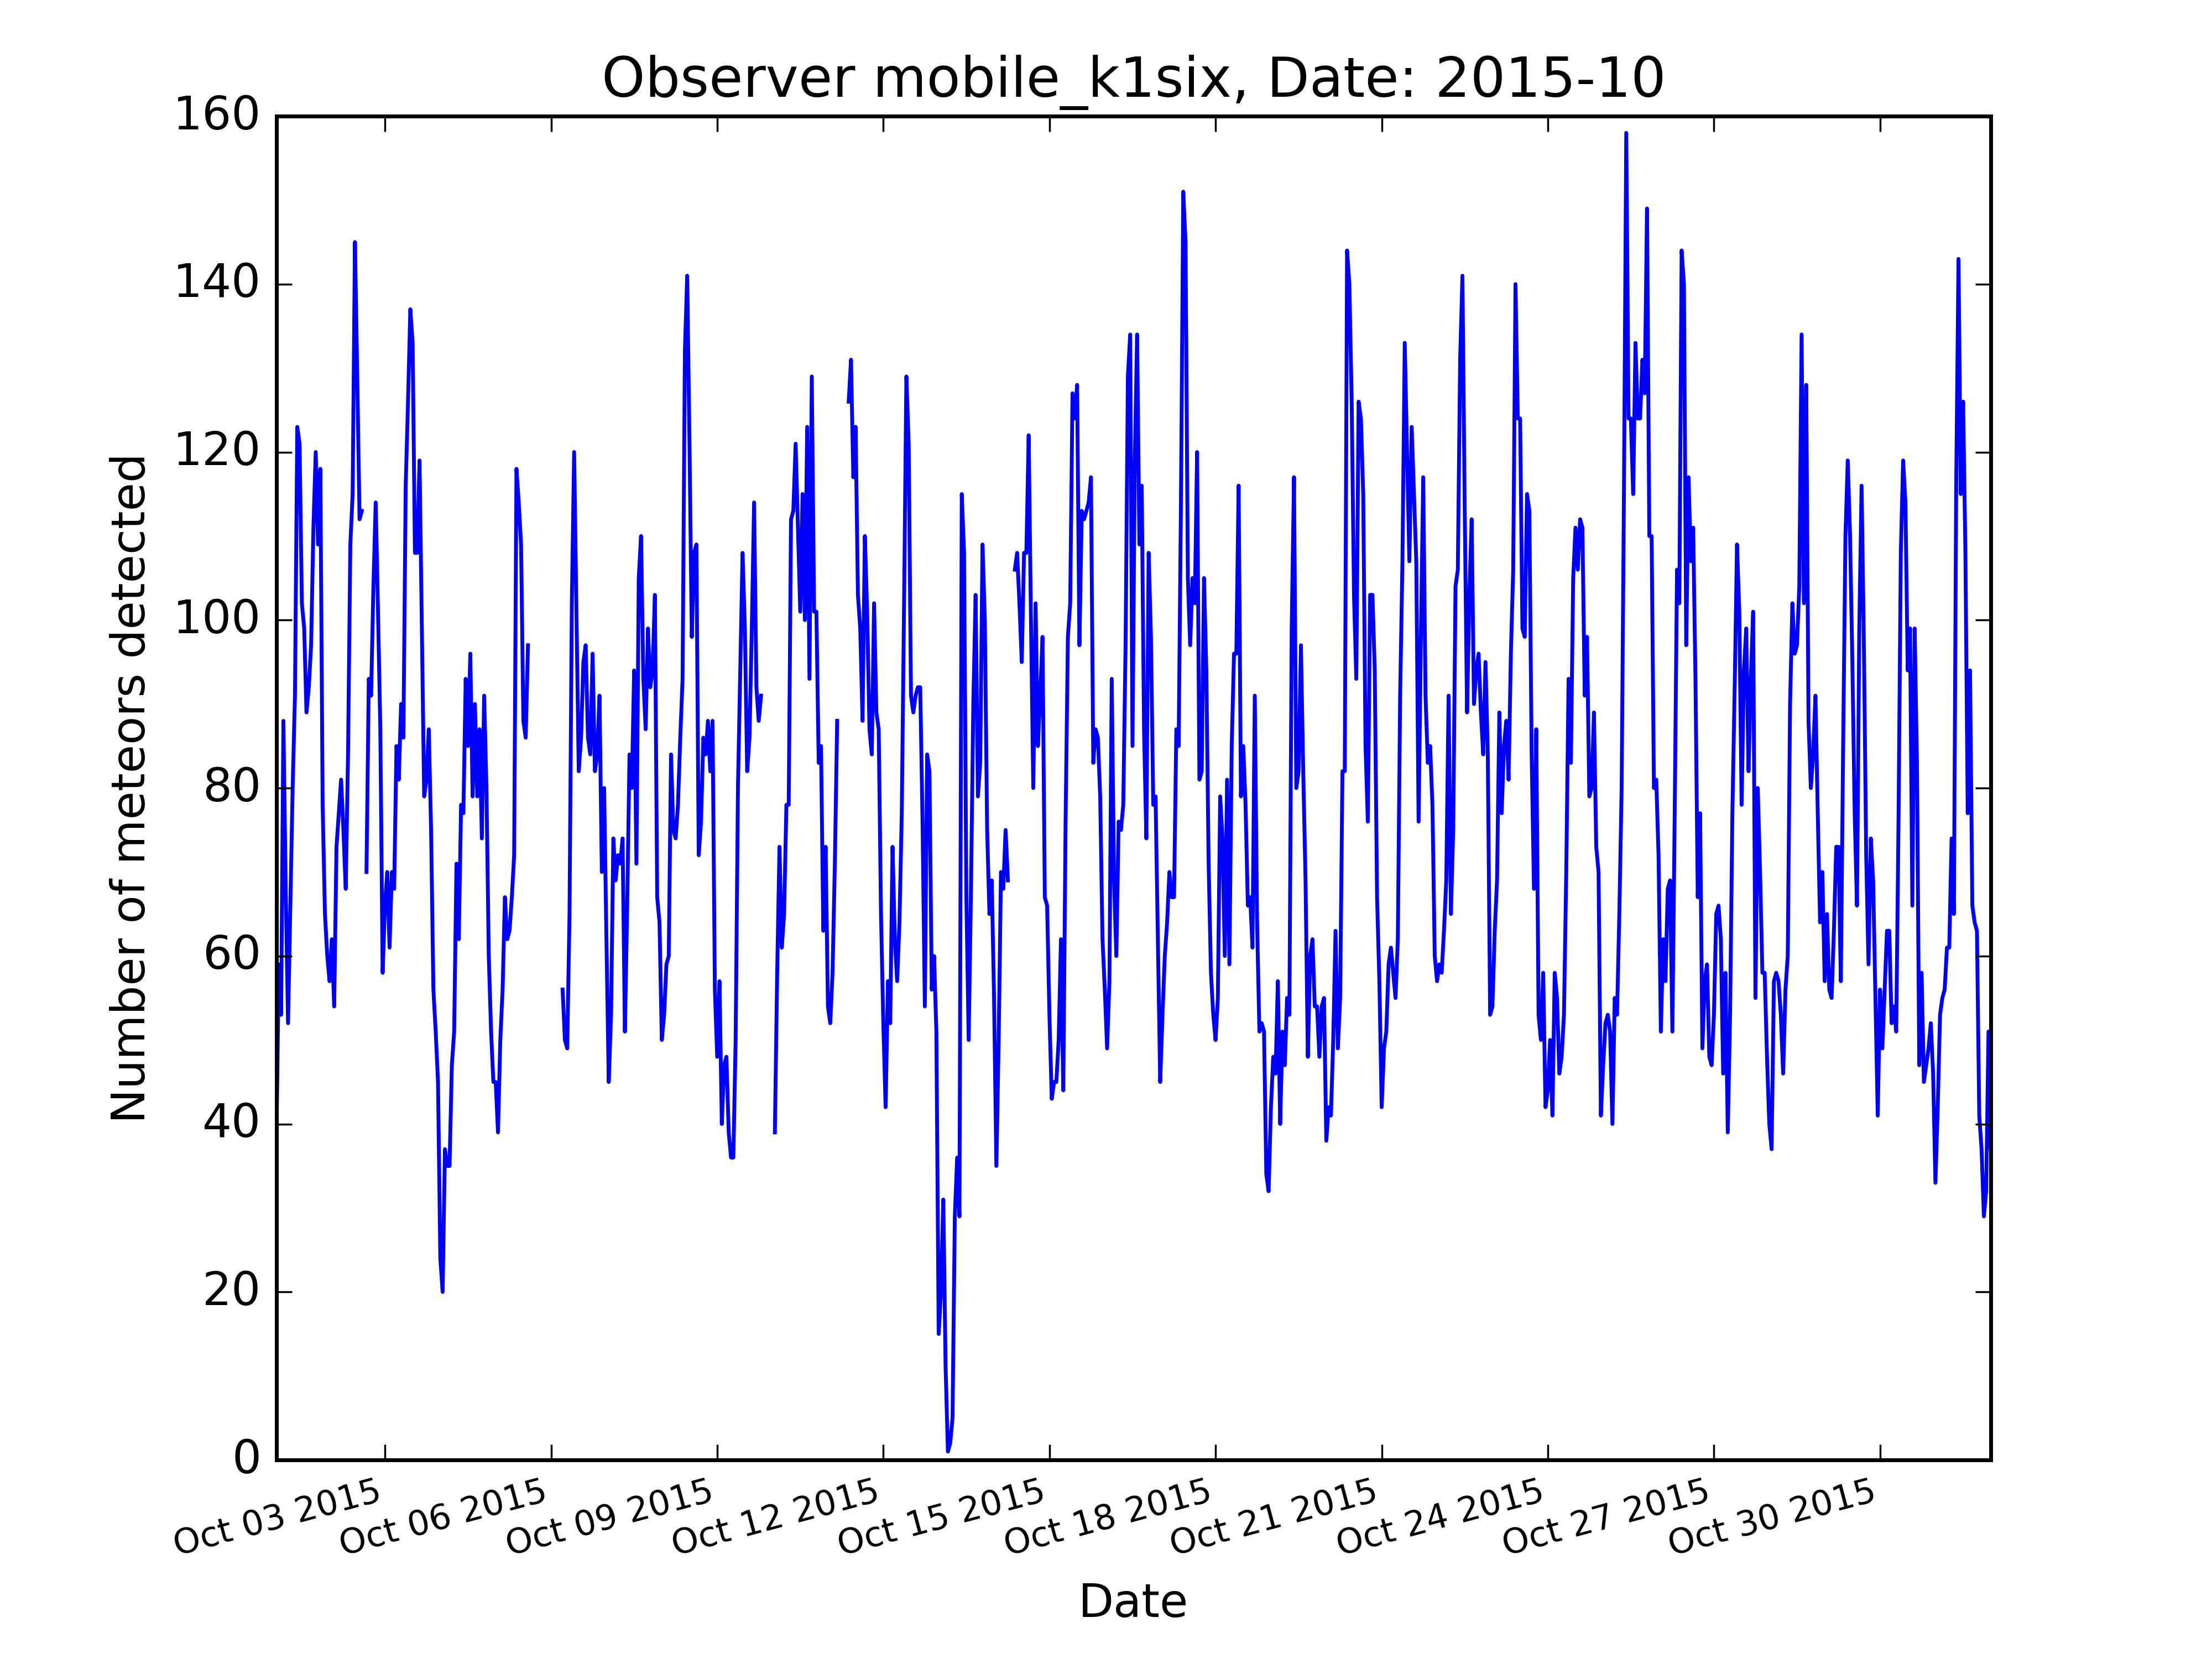 Observer mobile_k1six, Date: 2015-10
160
140
120
100
80
60
40
20
0
Number of meteors detected
Oct 03 2015
Oct 06 2015
Oct 09 2015
Oct 12 2015
Oct 15 2015
Oct 18 2015
Oct 21 2015
Oct 24 2015
Oct 27 2015
Oct 30 2015
Date